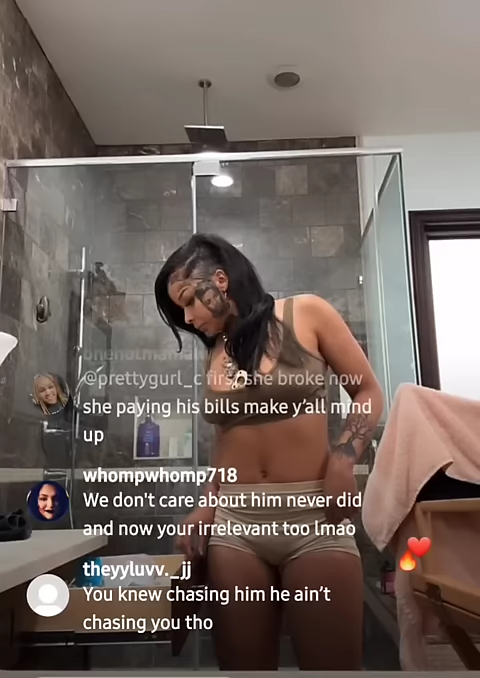 @prettygurl_c first she broke now
she paying his bills make y'all mind
up
whompwhomp718
We don't care about him never did
and now your irrelevant too lmao
theyyluvv._jj
You knew chasing him he ain't
chasing you tho